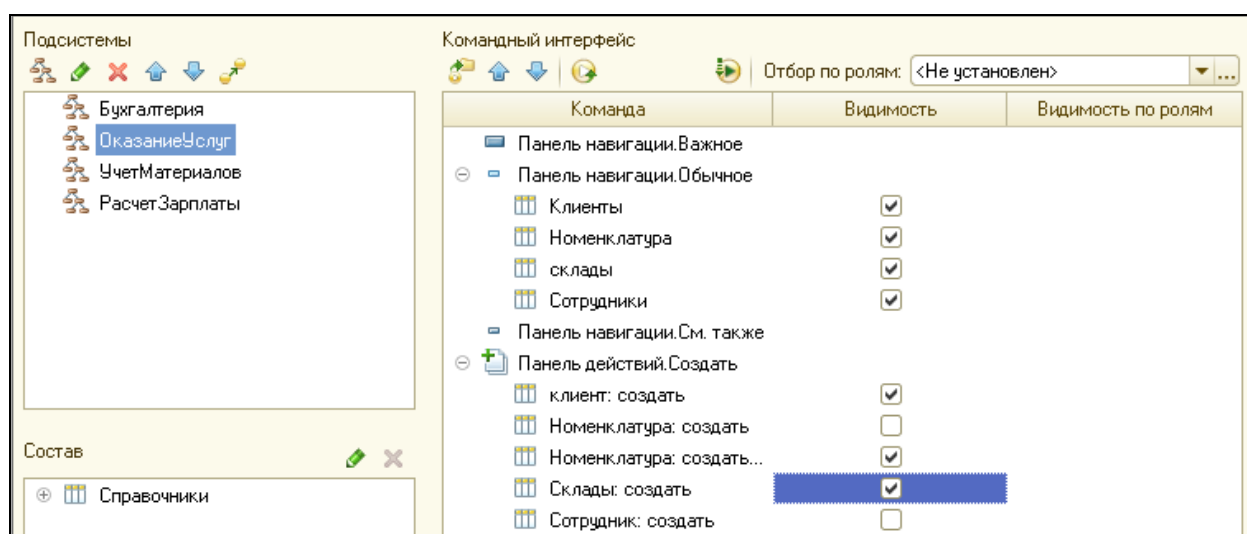 Подсистемы
Командный интерфейс
Отбор по ролям: <Не установлен>
Бухгалтерия
ОказаниеУслуг
УчетМатериалов
РасчетЗарплаты
Команда Видимость Видимость по ролям
Панель навигации.Важное
Панель навигации.Обычное
Клиенты
Номенклатура
склады
Сотрудники
Панель навигации.См. также
Панель действий.Создать
клиент: создать
Номенклатура: создать
Номенклатура: создать...
Склады: создать
Сотрудник: создать
Состав
Справочники